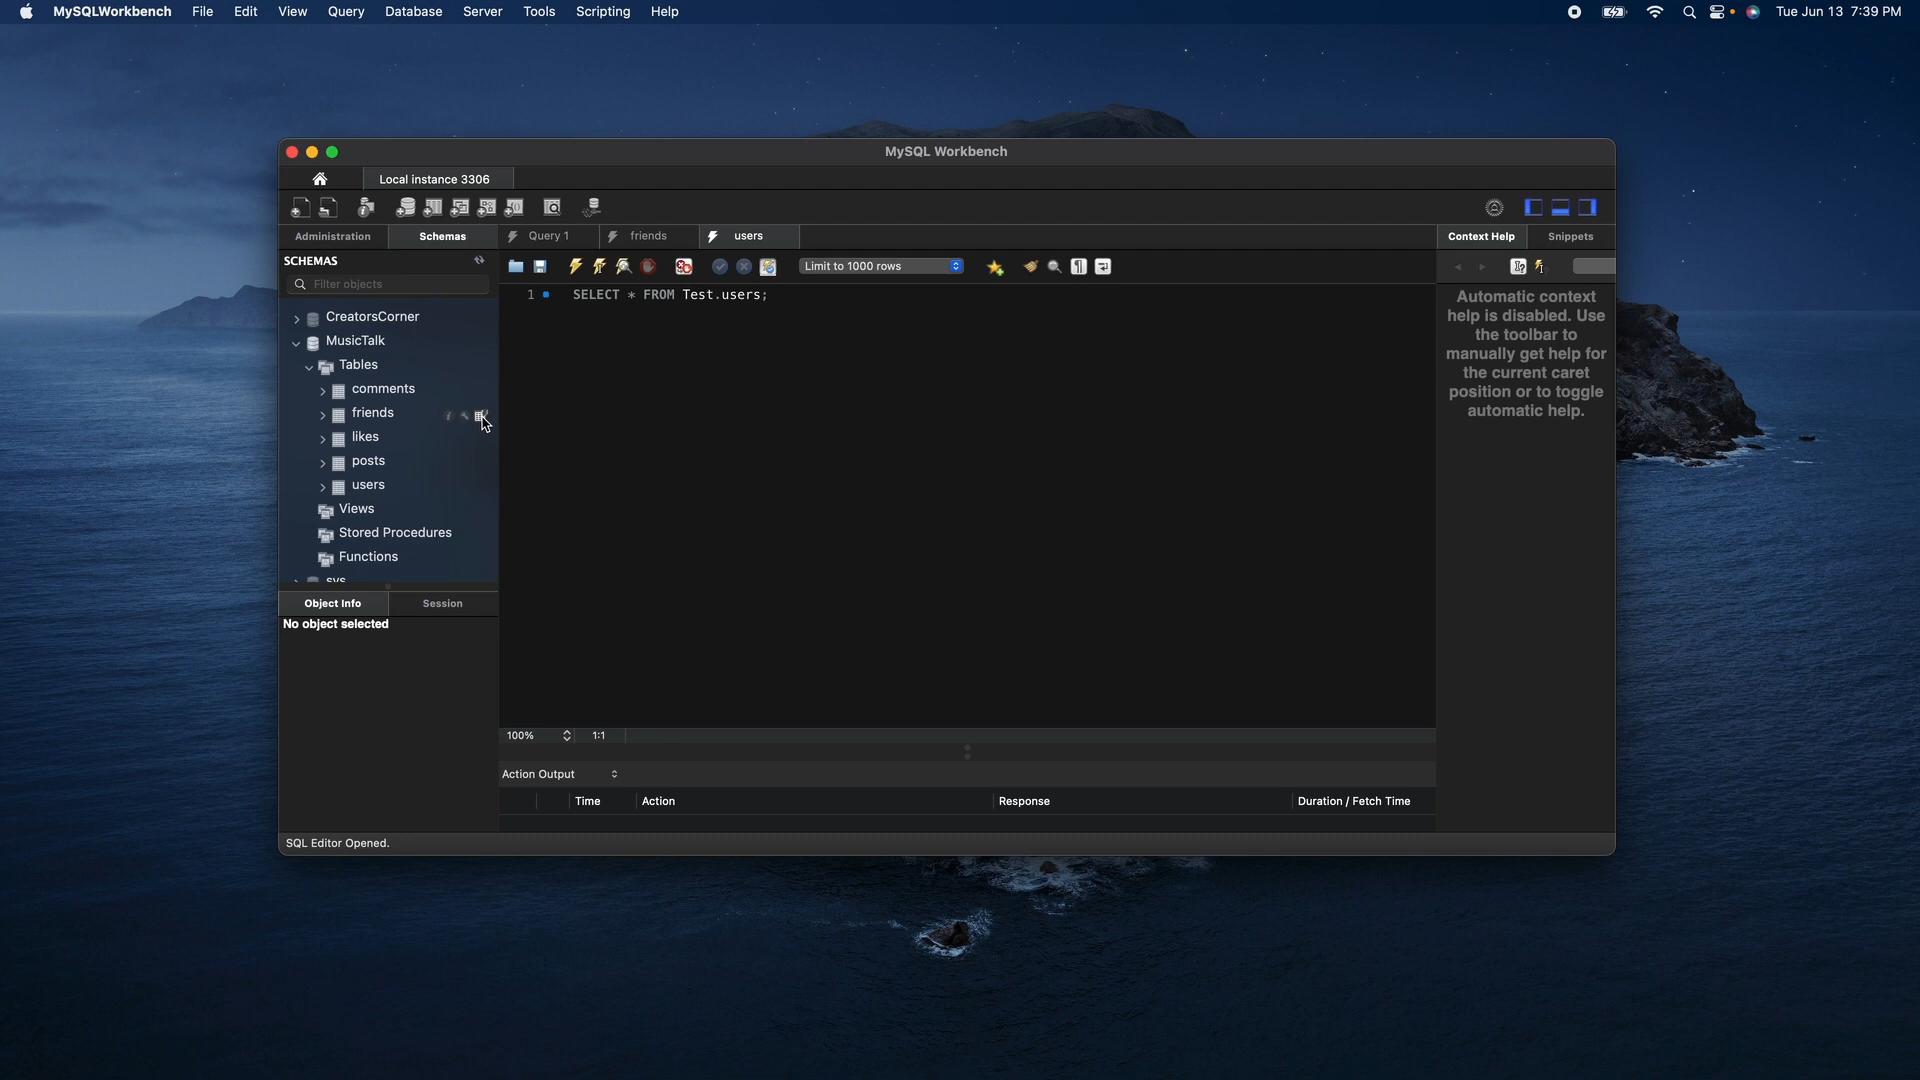 MySQLWorkbench File Edit View Query Database Server Tools Scripting Help Tue Jun 13 7:39 PM
MySQL Workbench
Local instance 3306
Administration Schemas Query 1 friends users Context Help Snippets
SCHEMAS
Limit to 1000 rows
Filter objects
1 SELECT * FROM Test.users;
Automatic context
help is disabled. Use
the toolbar to
manually get help for
the current caret
position or to toggle
automatic help.
CreatorsCorner
MusicTalk
Tables
comments
friends
likes
posts
users
Views
Stored Procedures
Functions
sys
Object Info Session
No object selected
100% 1:1
Action Output
Time Action Response Duration / Fetch Time
SQL Editor Opened.